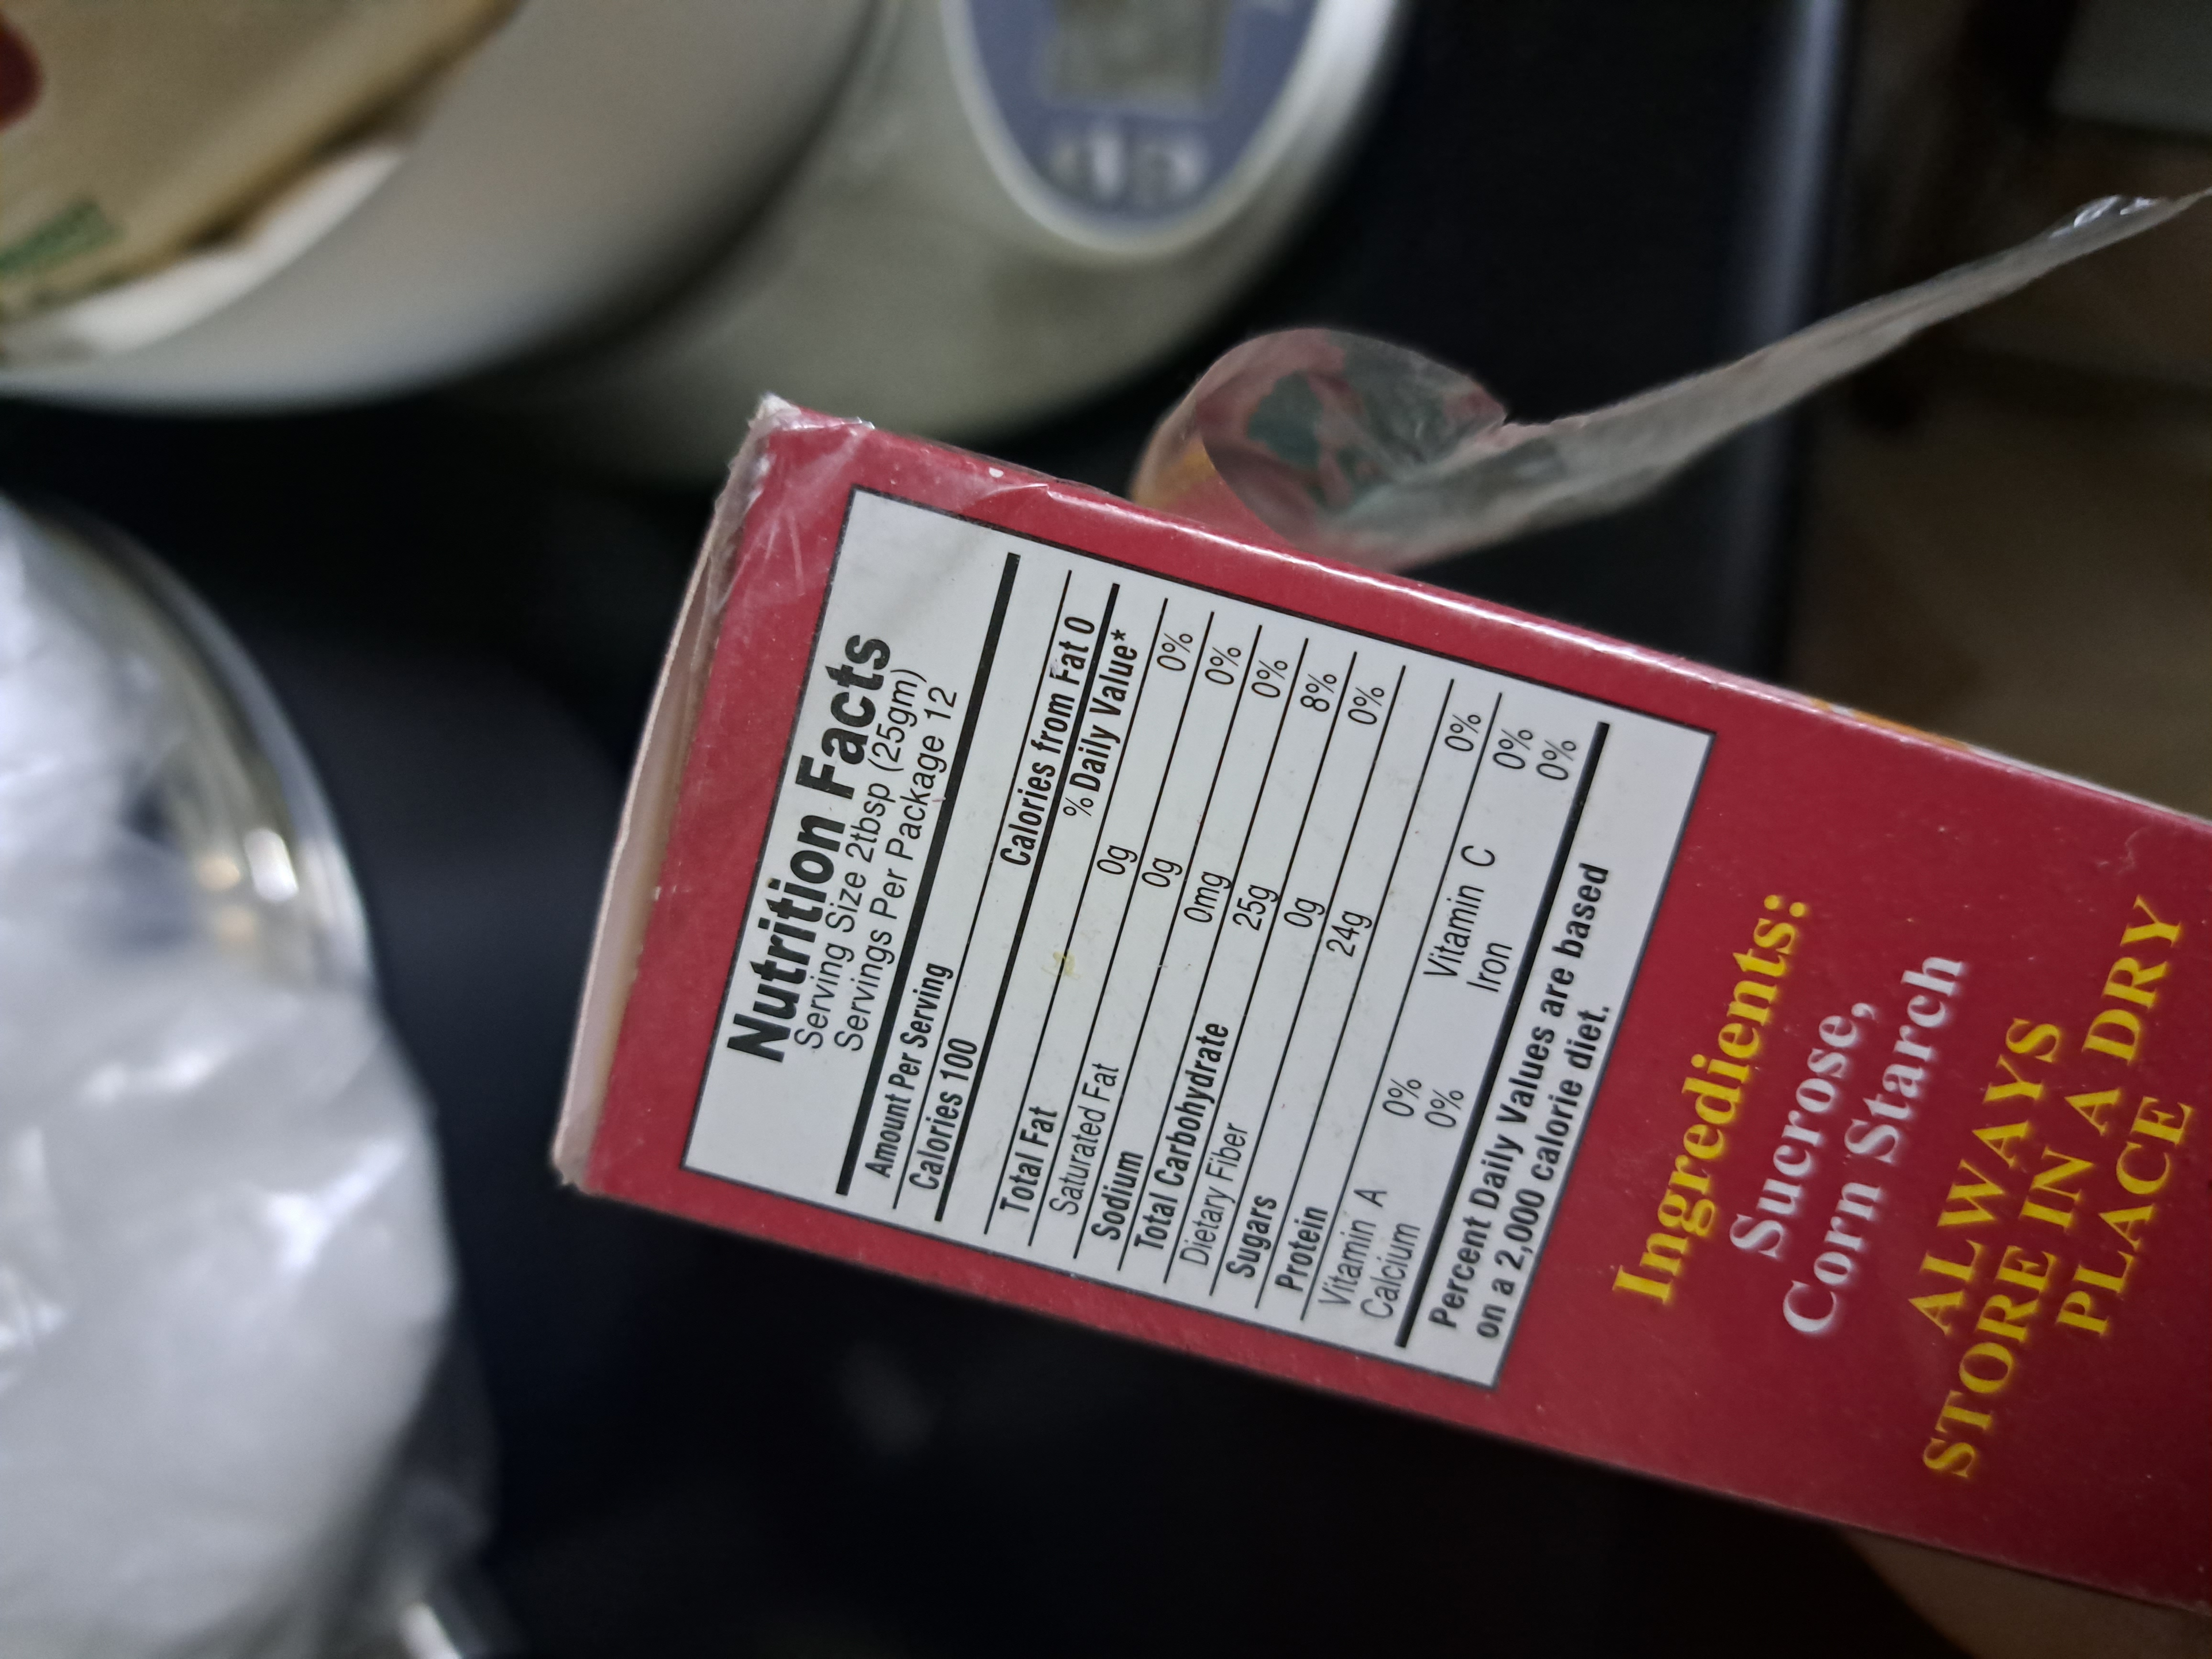 Nutrition Facts
Serving Size 2tbsp (25gm)
Servings Per Package 12
Amount Per Serving
Calories 100 Calories from Fat 0
% Daily Value*
Total Fat 0g 0%
Saturated Fat 0g 0%
Sodium 0mg 0%
Total Carbohydrate 25g 8%
Dietary Fiber 0g 0%
Sugars 24g
Protein 0%
Vitamin A 0% Vitamin C 0%
Calcium 0% Iron 0%
Percent Daily Values are based
on a 2,000 calorie diet.
Ingredients:
Sucrose,
Corn Starch
ALWAYS
STORE IN A DRY
PLACE